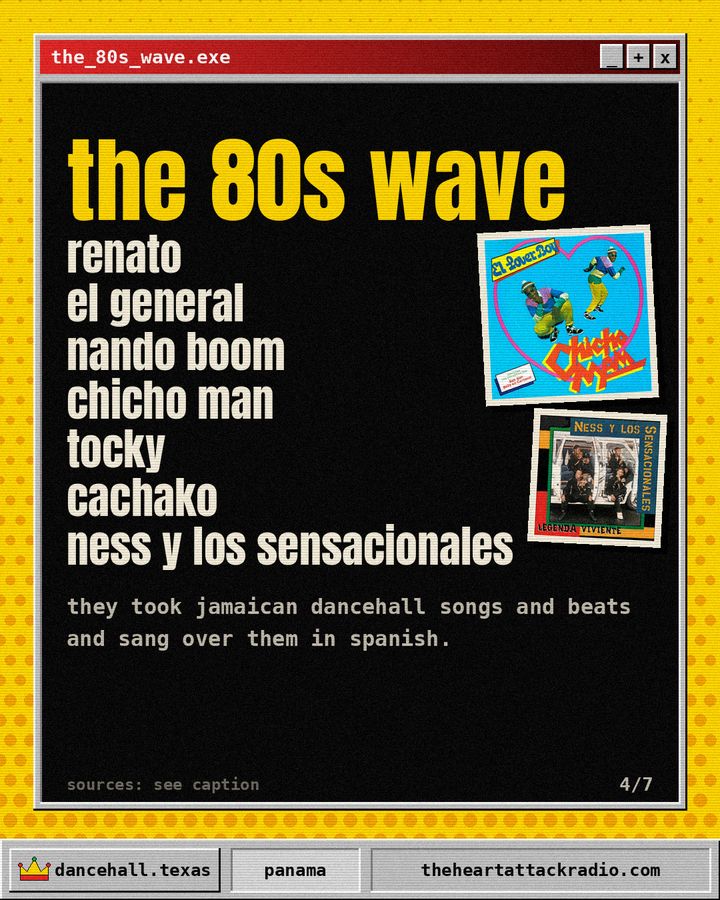 the_80s_wave.exe
_ + x
the 80s wave
renato
el general
nando boom
chicho man
tocky
cachako
ness y los sensacionales
El Lover Boy
Chicho Man
NESS Y LOS SENSACIONALES
LEGENDA VIVIENTE
they took jamaican dancehall songs and beats
and sang over them in spanish.
sources: see caption
4/7
dancehall.texas
panama
theheartattackradio.com